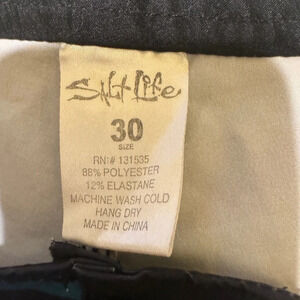 Salt Life
30
SIZE
RN:# 131535
88% POLYESTER
12% ELASTANE
MACHINE WASH COLD
HANG DRY
MADE IN CHINA